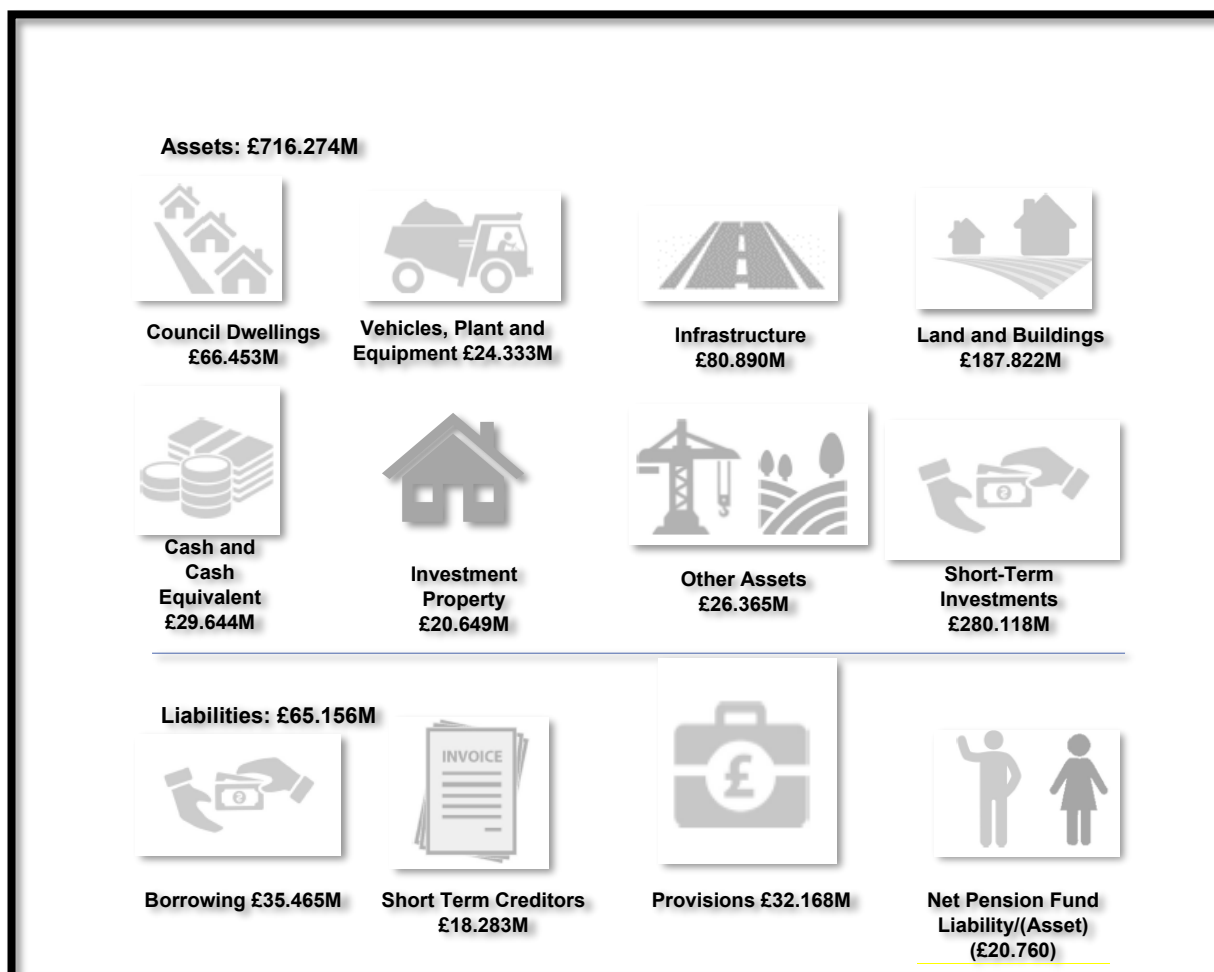 Assets: £716.274M
Council Dwellings
£66.453M
Vehicles, Plant and
Equipment £24.333M
Infrastructure
£80.890M
Land and Buildings
£187.822M
Cash and
Cash
Equivalent
£29.644M
Investment
Property
£20.649M
Other Assets
£26.365M
Short-Term
Investments
£280.118M
Liabilities: £65.156M
INVOICE
£
Borrowing £35.465M
Short Term Creditors
£18.283M
Provisions £32.168M
Net Pension Fund
Liability/(Asset)
(£20.760)